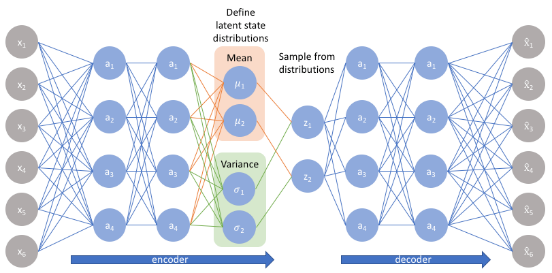 Define
latent state
distributions
Mean
Sample from
distributions
Variance
x1
x2
x3
x4
x5
x6
a1
a2
a3
a4
a1
a2
a3
a4
μ1
μ2
σ1
σ2
z1
z2
a1
a2
a3
a4
a1
a2
a3
a4
x̂1
x̂2
x̂3
x̂4
x̂5
x̂6
encoder
decoder